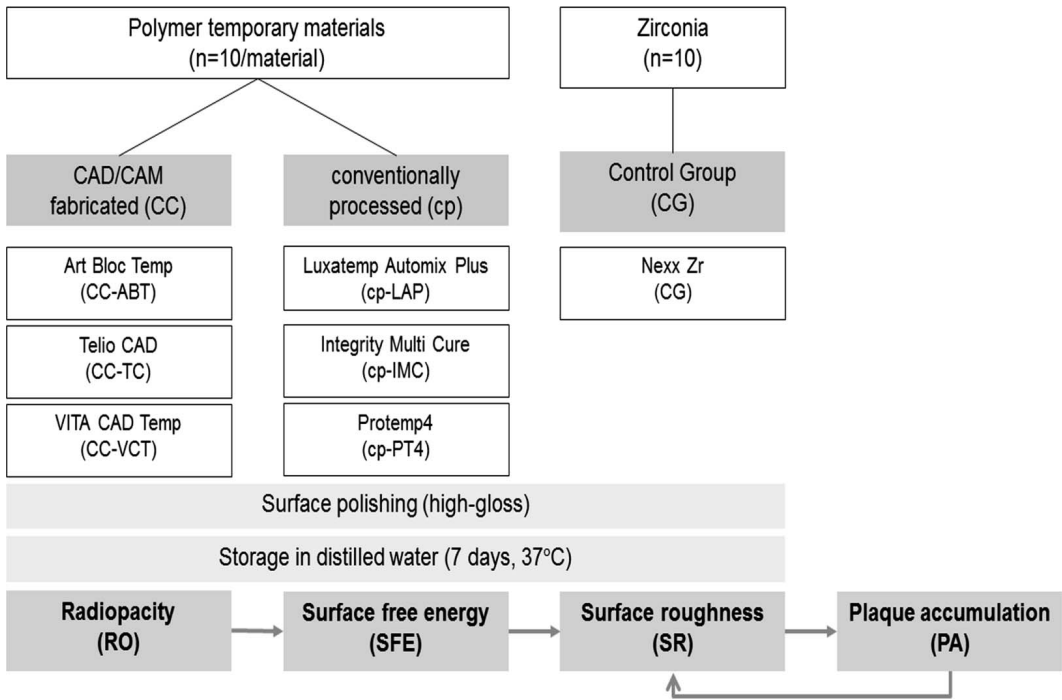 Polymer temporary materials
(n=10/material)
Zirconia
(n=10)
CAD/CAM
fabricated (CC)
conventionally
processed (cp)
Control Group
(CG)
Art Bloc Temp
(CC-ABT)
Luxatemp Automix Plus
(cp-LAP)
Nexx Zr
(CG)
Telio CAD
(CC-TC)
Integrity Multi Cure
(cp-IMC)
VITA CAD Temp
(CC-VCT)
Protemp4
(cp-PT4)
Surface polishing (high-gloss)
Storage in distilled water (7 days, 37°C)
Radiopacity
(RO)
Surface free energy
(SFE)
Surface roughness
(SR)
Plaque accumulation
(PA)